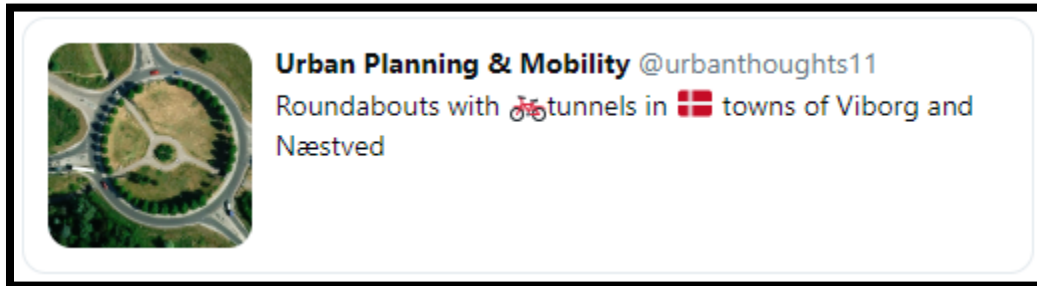 Urban Planning & Mobility @urbanthoughts11
Roundabouts with 🚲tunnels in 🇩🇰 towns of Viborg and
Næstved